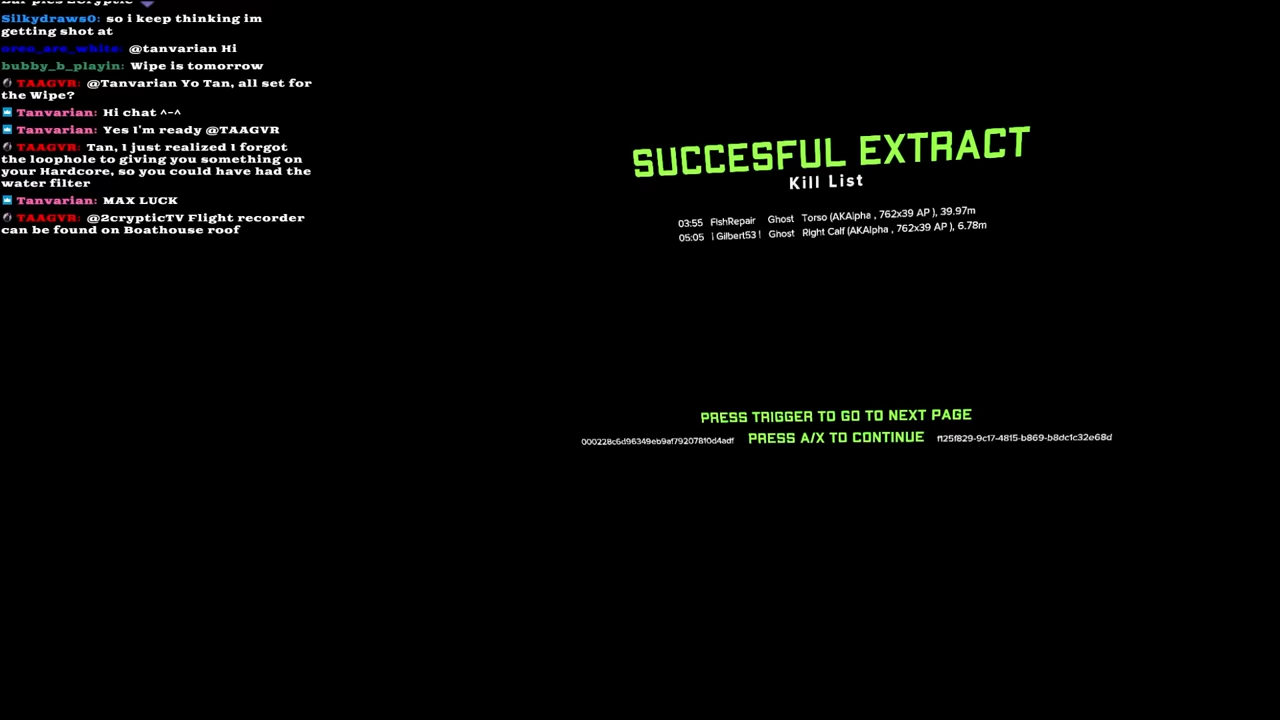 Silkydraws0: so i keep thinking im
getting shot at
oreo_are_white: @tanvarian Hi
bubby_b_playin: Wipe is tomorrow
TAAGVR: @Tanvarian Yo Tan, all set for
the Wipe?
Tanvarian: Hi chat ^-^
Tanvarian: Yes I'm ready @TAAGVR
TAAGVR: Tan, I just realized I forgot
the loophole to giving you something on
your Hardcore, so you could have had the
water filter
Tanvarian: MAX LUCK
TAAGVR: @2crypticTV Flight recorder
can be found on Boathouse roof
SUCCESFUL EXTRACT
Kill List
03:55 FishRepair Ghost Torso (AKAlpha , 762x39 AP ), 39.97m
05:05 Gilbert53 Ghost Right Calf (AKAlpha , 762x39 AP ), 6.78m
PRESS TRIGGER TO GO TO NEXT PAGE
PRESS A/X TO CONTINUE